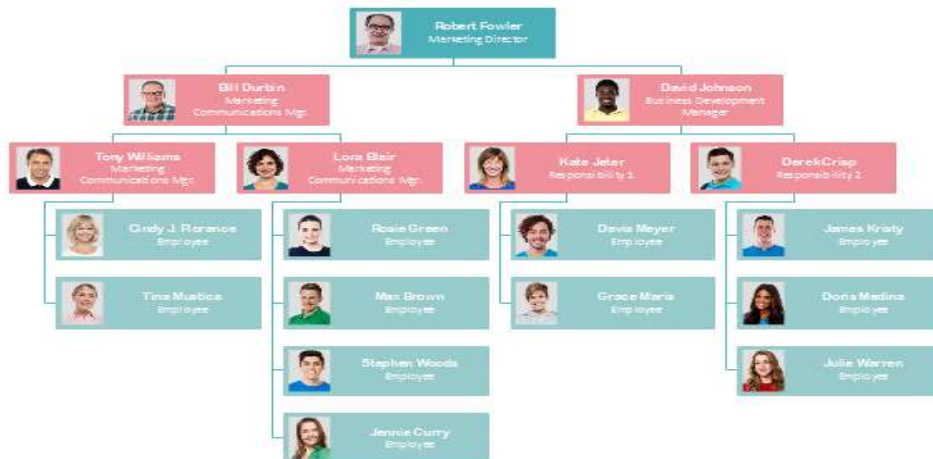 Robert Fowler
Marketing Director
Bill Durbin
Marketing
Communications Mgr.
David Johnson
Business Development
Manager
Tony Williams
Marketing
Communications Mgr.
Lora Blair
Marketing
Communications Mgr.
Kate Jeter
Responsibility 1
Derek Crisp
Responsibility 2
Cindy J. Florance
Employee
Rosie Green
Employee
Davis Meyer
Employee
James Kristy
Employee
Tina Mustica
Employee
Max Brown
Employee
Grace Maria
Employee
Doris Medina
Employee
Stephen Woods
Employee
Julie Warren
Employee
Jennie Curry
Employee